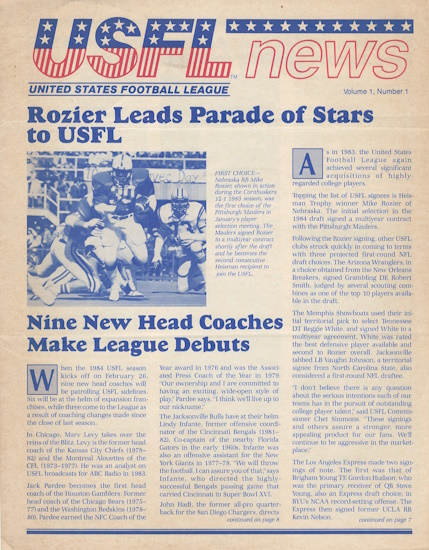 USFL news
TM
UNITED STATES FOOTBALL LEAGUE
Volume 1, Number 1
Rozier Leads Parade of Stars
to USFL
FIRST CHOICE –
Nebraska RB Mike
Rozier, shown in action
during the Cornhuskers
12-1 1983 season, was
the first choice of the
Pittsburgh Maulers in
January's player
selection meeting. The
Maulers signed Rozier
to a multiyear contract
shortly after the draft
and he becomes the
second consecutive
Heisman recipient to
join the USFL.
As in 1983, the United States
Football League again
achieved several significant
acquisitions of highly-
regarded college players.
Topping the list of USFL signees is Heis-
man Trophy winner Mike Rozier of
Nebraska. The initial selection in the
1984 draft signed a multiyear contract
with the Pittsburgh Maulers.
Following the Rozier signing, other USFL
clubs struck quickly in coming to terms
with three projected first-round NFL
draft choices. The Arizona Wranglers, in
a choice obtained from the New Orleans
Breakers, signed Grambling DE Robert
Smith, judged by several scouting com-
bines as one of the top 10 players availa-
ble in the draft.
The Memphis Showboats used their ini-
tial territorial pick to select Tennessee
DT Reggie White, and signed White to a
multiyear agreement. White was rated
the best defensive player available and
second to Rozier overall. Jacksonville
tabbed LB Vaughn Johnson, a territorial
signee from North Carolina State, also
considered a first-round NFL draftee.
"I don't believe there is any question
about the serious intentions each of our
teams has in the pursuit of outstanding
college player talent," said USFL Commis-
sioner Chet Simmons. "These signings
and others assure a stronger, more
appealing product for our fans. We'll
continue to be aggressive in the market-
place."
The Los Angeles Express made two sign-
ings of note. The first was that of
Brigham Young TE Gordon Hudson, who
was the primary receiver of QB Steve
Young, also an Express draft choice, in
BYU's NCAA record-setting offense. The
Express then signed former UCLA RB
Kevin Nelson.
continued on page 7
Nine New Head Coaches
Make League Debuts
When the 1984 USFL season
kicks off on February 26,
nine new head coaches will
be patrolling USFL sidelines.
Six will be at the helm of expansion fran-
chises, while three come to the League as
a result of coaching changes made since
the close of last season.
In Chicago, Marv Levy takes over the
reins of the Blitz. Levy is the former head
coach of the Kansas City Chiefs (1978–
82) and the Montreal Alouettes of the
CFL (1973–1977). He was an analyst on
USFL broadcasts for ABC Radio in 1983.
Jack Pardee becomes the first head
coach of the Houston Gamblers. Former
head coach of the Chicago Bears (1975–
77) and the Washington Redskins (1978–
80), Pardee earned the NFC Coach of the
Year award in 1976 and was the Associ-
ated Press Coach of the Year in 1979.
"Our ownership and I are committed to
having an exciting, wide-open style of
play," Pardee says. "I think we'll live up to
our nickname."
The Jacksonville Bulls have at their helm
Lindy Infante, former offensive coordi-
nator of the Cincinnati Bengals (1981–
82). Co-captain of the nearby Florida
Gators in the early 1960s, Infante was
also an offensive assistant for the New
York Giants in 1977–78. "We will throw
the football, I can assure you of that," says
Infante, who directed the highly-
successful Bengals passing game that
carried Cincinnati to Super Bowl XVI.
John Hadl, the former all-pro quarter-
back for the San Diego Chargers, directs
continued on page 8